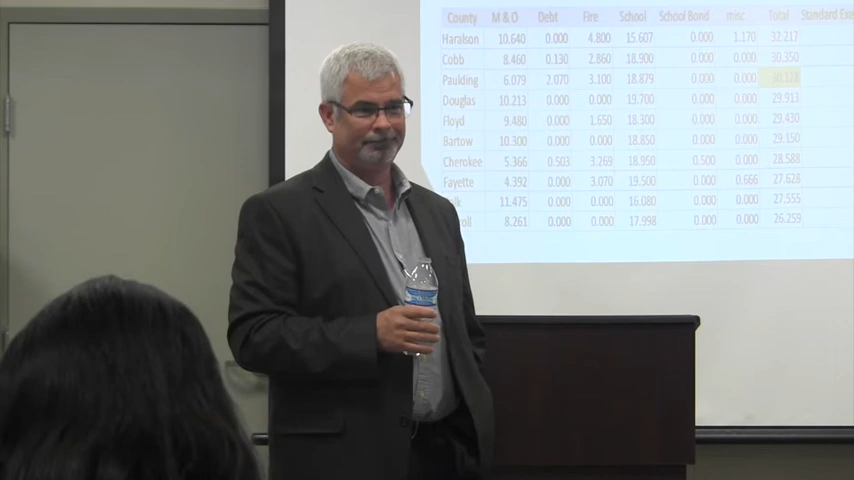 County M & O Debt Fire School School Bond misc Total Standard Exe
Haralson 10.640 0.000 4.800 15.607 0.000 1.170 32.217
Cobb 8.460 0.130 2.860 18.900 0.000 0.000 30.350
Paulding 6.079 2.070 3.100 18.879 0.000 0.000 30.128
Douglas 10.213 0.000 0.000 19.700 0.000 0.000 29.913
Floyd 9.480 0.000 1.650 18.300 0.000 0.000 29.430
Bartow 10.300 0.000 0.000 18.850 0.000 0.000 29.150
Cherokee 5.366 0.503 3.269 18.950 0.500 0.000 28.588
Fayette 4.392 0.000 3.070 19.500 0.000 0.666 27.628
lk 11.475 0.000 0.000 16.080 0.000 0.000 27.555
roll 8.261 0.000 0.000 17.998 0.000 0.000 26.259